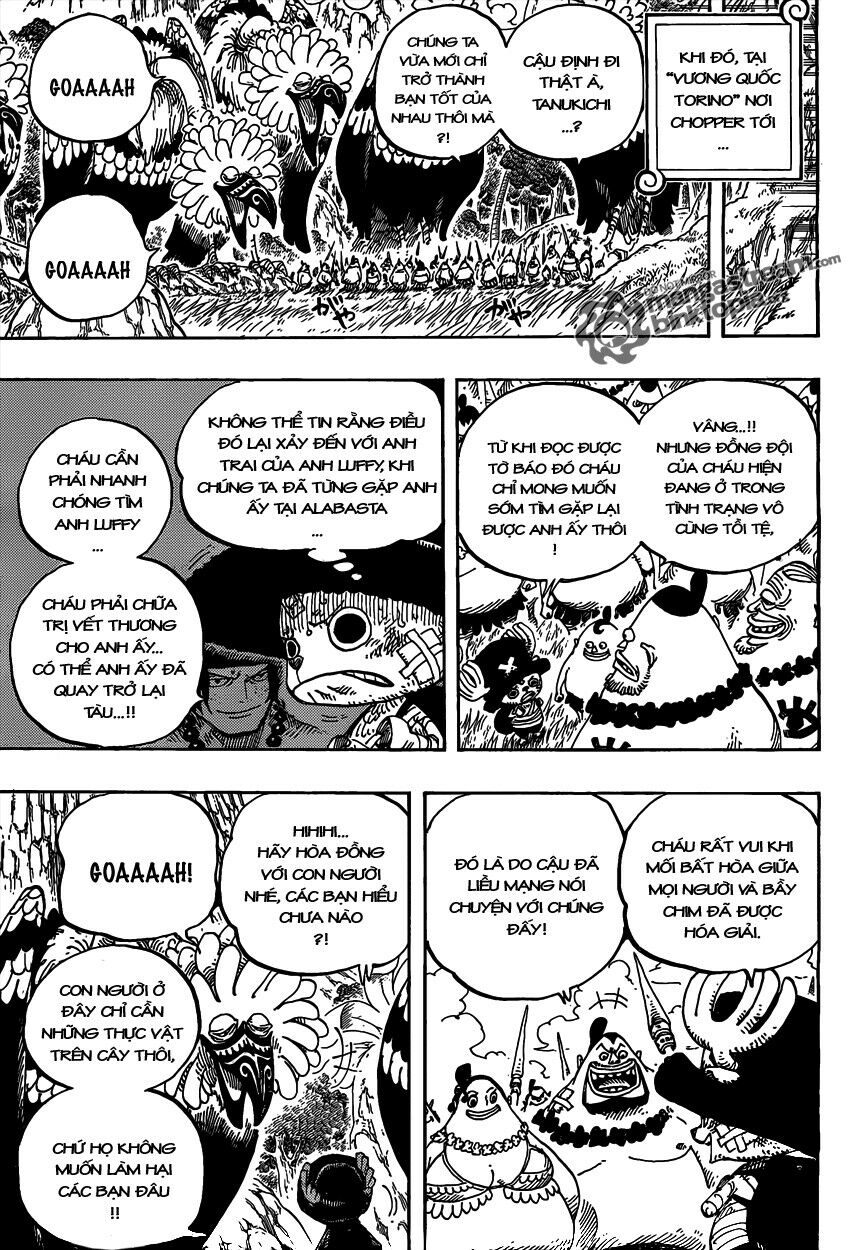 KHI ĐÓ, TẠI
“VƯƠNG QUỐC
TORINO” NƠI
CHOPPER TỚI
...
CẬU ĐỊNH ĐI
THẬT À,
TANUKICHI
...?
CHÚNG TA
VỪA MỚI CHỈ
TRỞ THÀNH
BẠN TỐT CỦA
NHAU THÔI MÀ
?!
GOAAAAH
GOAAAAH
ガヤ
ガヤ
mangastream.com
binktopia.st
VÂNG...!!
NHƯNG ĐỒNG ĐỘI
CỦA CHÁU HIỆN
ĐANG Ở TRONG
TÌNH TRẠNG VÔ
CÙNG TỒI TỆ,
TỪ KHI ĐỌC ĐƯỢC
TỜ BÁO ĐÓ CHÁU
CHỈ MONG MUỐN
SỚM TÌM GẶP LẠI
ĐƯỢC ANH ẤY THÔI
!
KHÔNG THỂ TIN RẰNG ĐIỀU
ĐÓ LẠI XẢY ĐẾN VỚI ANH
TRAI CỦA ANH LUFFY, KHI
CHÚNG TA ĐÃ TỪNG GẶP ANH
ẤY TẠI ALABASTA
...
CHÁU CẦN
PHẢI NHANH
CHÓNG TÌM
ANH LUFFY
...
CHÁU PHẢI CHỮA
TRỊ VẾT THƯƠNG
CHO ANH ẤY...
CÓ THỂ ANH ẤY ĐÃ
QUAY TRỞ LẠI
TÀU...!!
CHÁU RẤT VUI KHI
MỐI BẤT HÒA GIỮA
MỌI NGƯỜI VÀ BẦY
CHIM ĐÃ ĐƯỢC
HÓA GIẢI.
ĐÓ LÀ DO CẬU ĐÃ
LIỀU MẠNG NÓI
CHUYỆN VỚI CHÚNG
ĐẤY!
HIHIHI...
HÃY HÒA ĐỒNG
VỚI CON NGƯỜI
NHÉ, CÁC BẠN HIỂU
CHƯA NÀO
?!
GOAAAAH!
CON NGƯỜI Ở
ĐÂY CHỈ CẦN
NHỮNG THỰC VẬT
TRÊN CÂY THÔI,
CHỨ HỌ KHÔNG
MUỐN LÀM HẠI
CÁC BẠN ĐÂU
!!